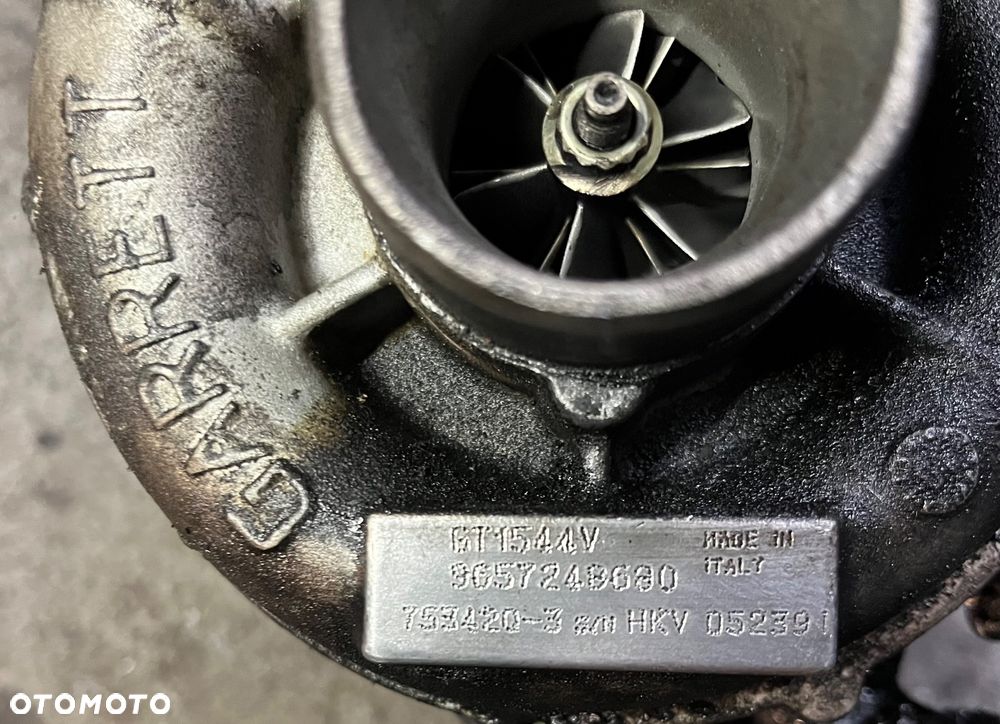 GARRETT
GT1544V
MADE IN
ITALY
9657248680
753420-3 s/n HKV 05239
OTOMOTO